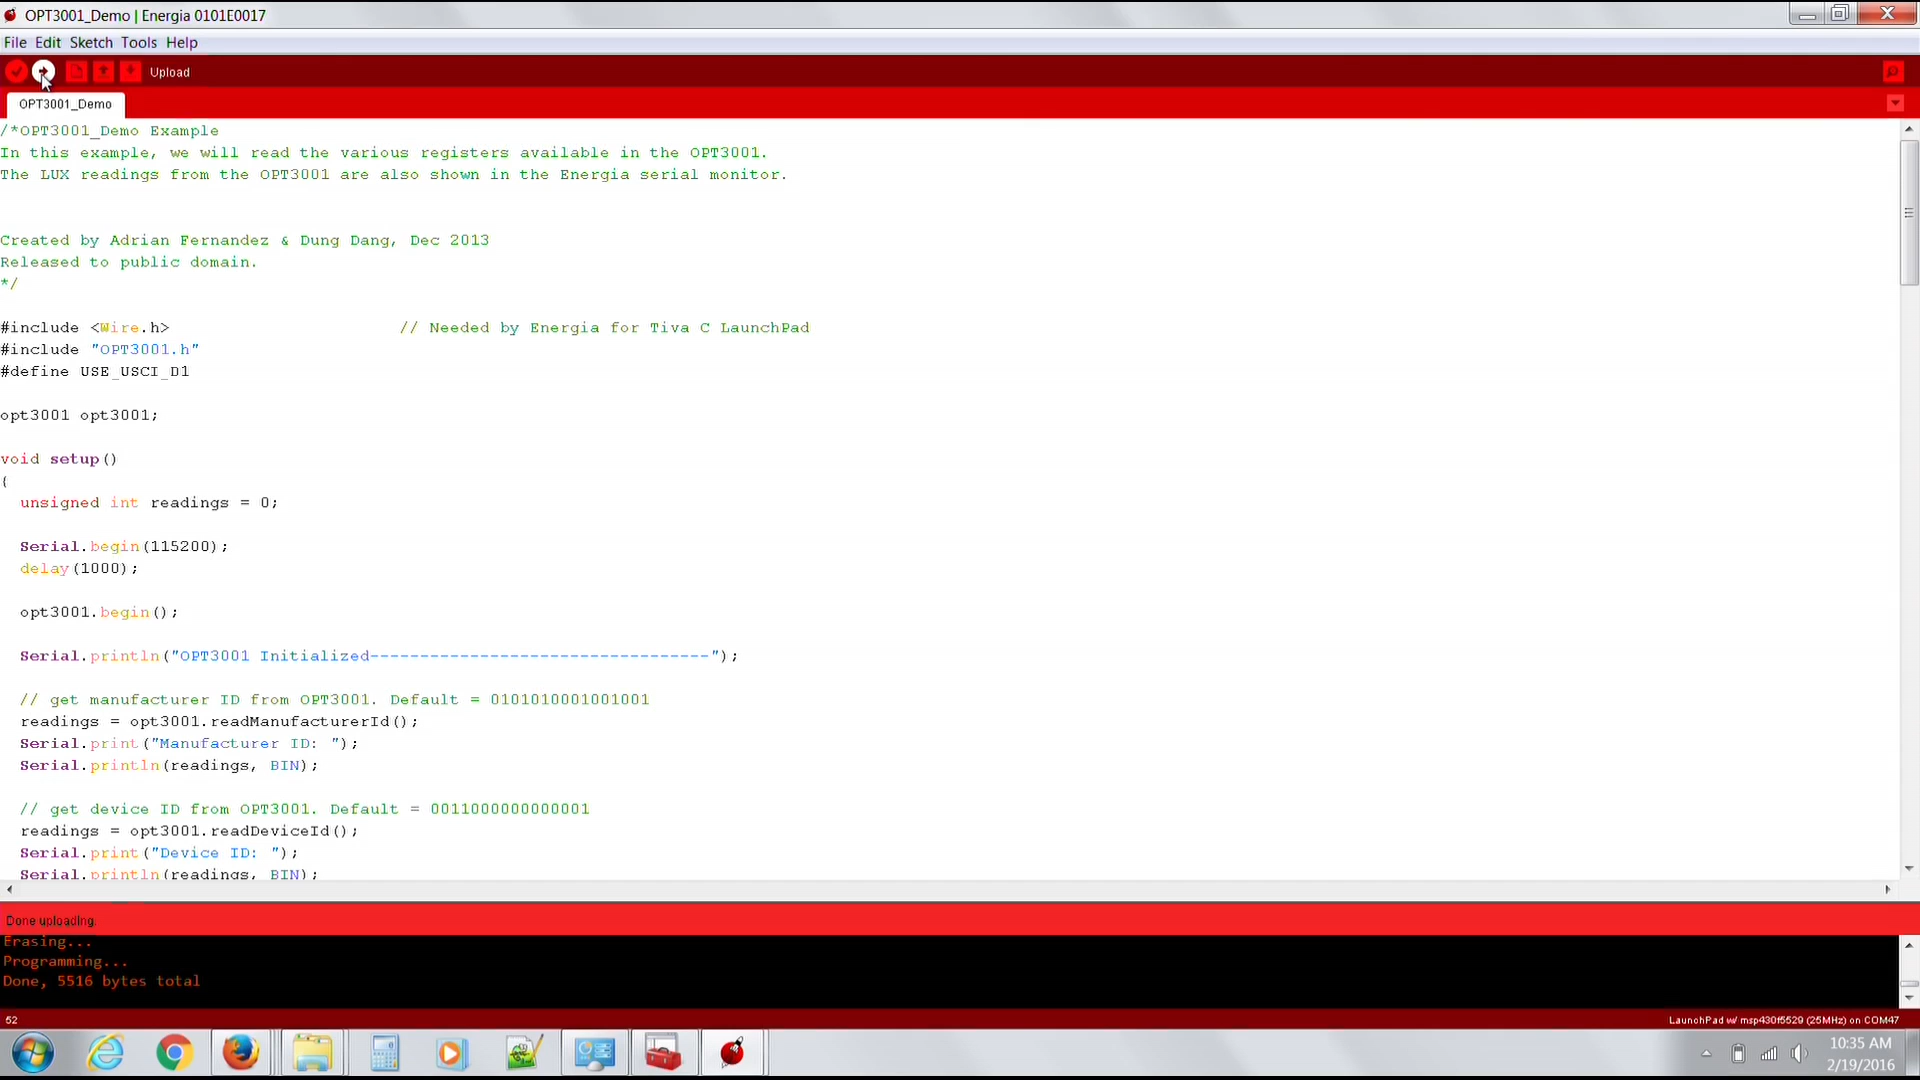 OPT3001_Demo | Energia 0101E0017
File Edit Sketch Tools Help
Upload
OPT3001_Demo
/*OPT3001_Demo Example
In this example, we will read the various registers available in the OPT3001.
The LUX readings from the OPT3001 are also shown in the Energia serial monitor.
Created by Adrian Fernandez & Dung Dang, Dec 2013
Released to public domain.
*/
#include <Wire.h> // Needed by Energia for Tiva C LaunchPad
#include "OPT3001.h"
#define USE_USCI_D1
opt3001 opt3001;
void setup()
{
unsigned int readings = 0;
Serial.begin(115200);
delay(1000);
opt3001.begin();
Serial.println("OPT3001 Initialized----------------------------------");
// get manufacturer ID from OPT3001. Default = 0101010001001001
readings = opt3001.readManufacturerId();
Serial.print("Manufacturer ID: ");
Serial.println(readings, BIN);
// get device ID from OPT3001. Default = 0011000000000001
readings = opt3001.readDeviceId();
Serial.print("Device ID: ");
Serial.println(readings, BIN);
Done uploading.
Erasing...
Programming...
Done, 5516 bytes total
52
LaunchPad w/ msp430f5529 (25MHz) on COM47
10:35 AM
2/19/2016